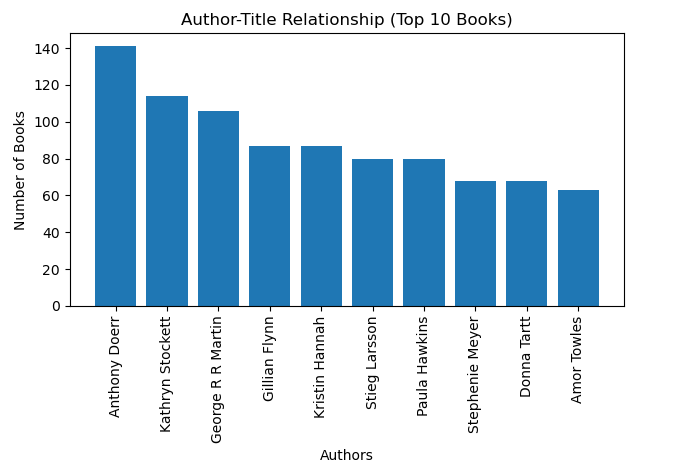 Author-Title Relationship (Top 10 Books)
Number of Books
140
120
100
80
60
40
20
0
Anthony Doerr
Kathryn Stockett
George R R Martin
Gillian Flynn
Kristin Hannah
Stieg Larsson
Paula Hawkins
Stephenie Meyer
Donna Tartt
Amor Towles
Authors